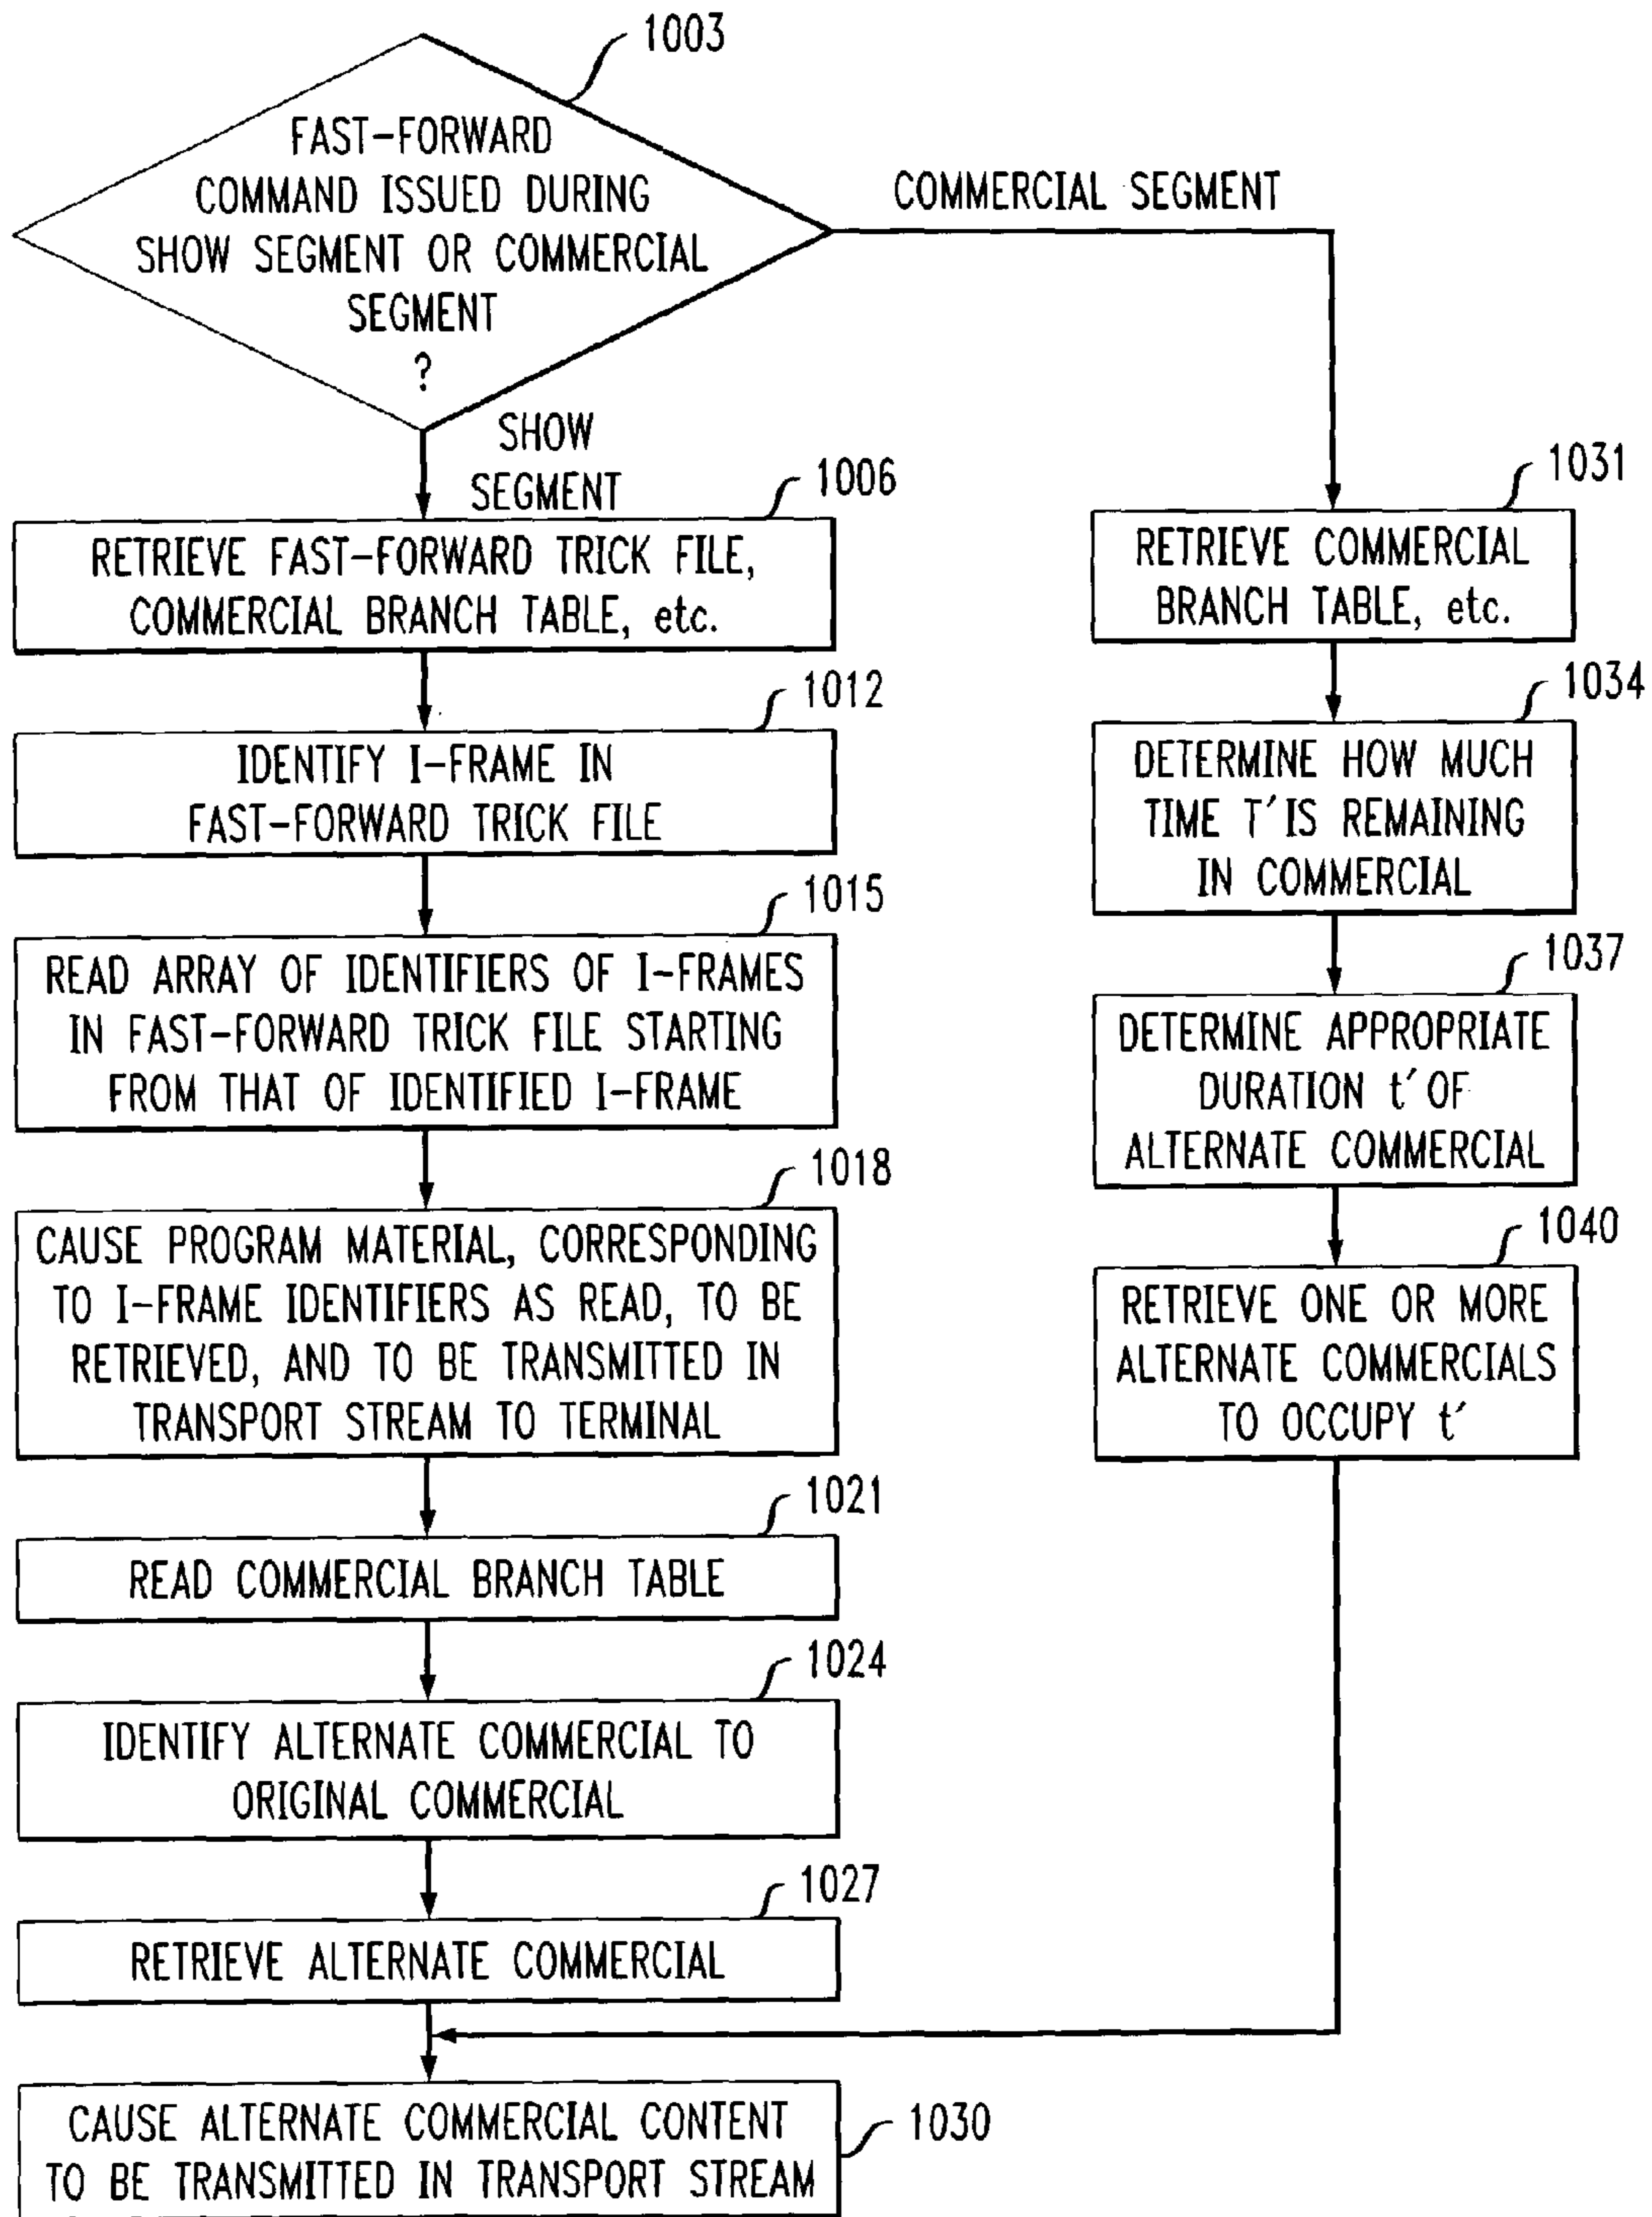 1003
FAST-FORWARD
COMMAND ISSUED DURING
SHOW SEGMENT OR COMMERCIAL
SEGMENT
?
COMMERCIAL SEGMENT
SHOW
SEGMENT
1006
RETRIEVE FAST-FORWARD TRICK FILE,
COMMERCIAL BRANCH TABLE, etc.
1012
IDENTIFY I-FRAME IN
FAST-FORWARD TRICK FILE
1015
READ ARRAY OF IDENTIFIERS OF I-FRAMES
IN FAST-FORWARD TRICK FILE STARTING
FROM THAT OF IDENTIFIED I-FRAME
1018
CAUSE PROGRAM MATERIAL, CORRESPONDING
TO I-FRAME IDENTIFIERS AS READ, TO BE
RETRIEVED, AND TO BE TRANSMITTED IN
TRANSPORT STREAM TO TERMINAL
1021
READ COMMERCIAL BRANCH TABLE
1024
IDENTIFY ALTERNATE COMMERCIAL TO
ORIGINAL COMMERCIAL
1027
RETRIEVE ALTERNATE COMMERCIAL
1031
RETRIEVE COMMERCIAL
BRANCH TABLE, etc.
1034
DETERMINE HOW MUCH
TIME T' IS REMAINING
IN COMMERCIAL
1037
DETERMINE APPROPRIATE
DURATION t' OF
ALTERNATE COMMERCIAL
1040
RETRIEVE ONE OR MORE
ALTERNATE COMMERCIALS
TO OCCUPY t'
CAUSE ALTERNATE COMMERCIAL CONTENT
TO BE TRANSMITTED IN TRANSPORT STREAM
1030